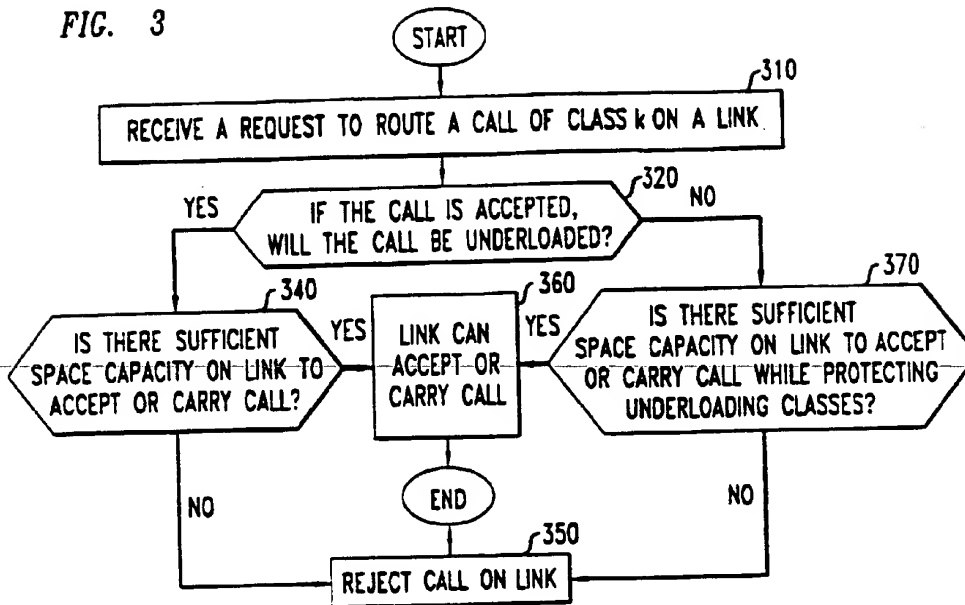 FIG. 3
START
310
RECEIVE A REQUEST TO ROUTE A CALL OF CLASS k ON A LINK
320
YES
IF THE CALL IS ACCEPTED,
WILL THE CALL BE UNDERLOADED?
NO
340
IS THERE SUFFICIENT
SPACE CAPACITY ON LINK TO
ACCEPT OR CARRY CALL?
YES
360
LINK CAN
ACCEPT OR
CARRY CALL
YES
370
IS THERE SUFFICIENT
SPACE CAPACITY ON LINK TO ACCEPT
OR CARRY CALL WHILE PROTECTING
UNDERLOADING CLASSES?
NO
END
NO
350
REJECT CALL ON LINK